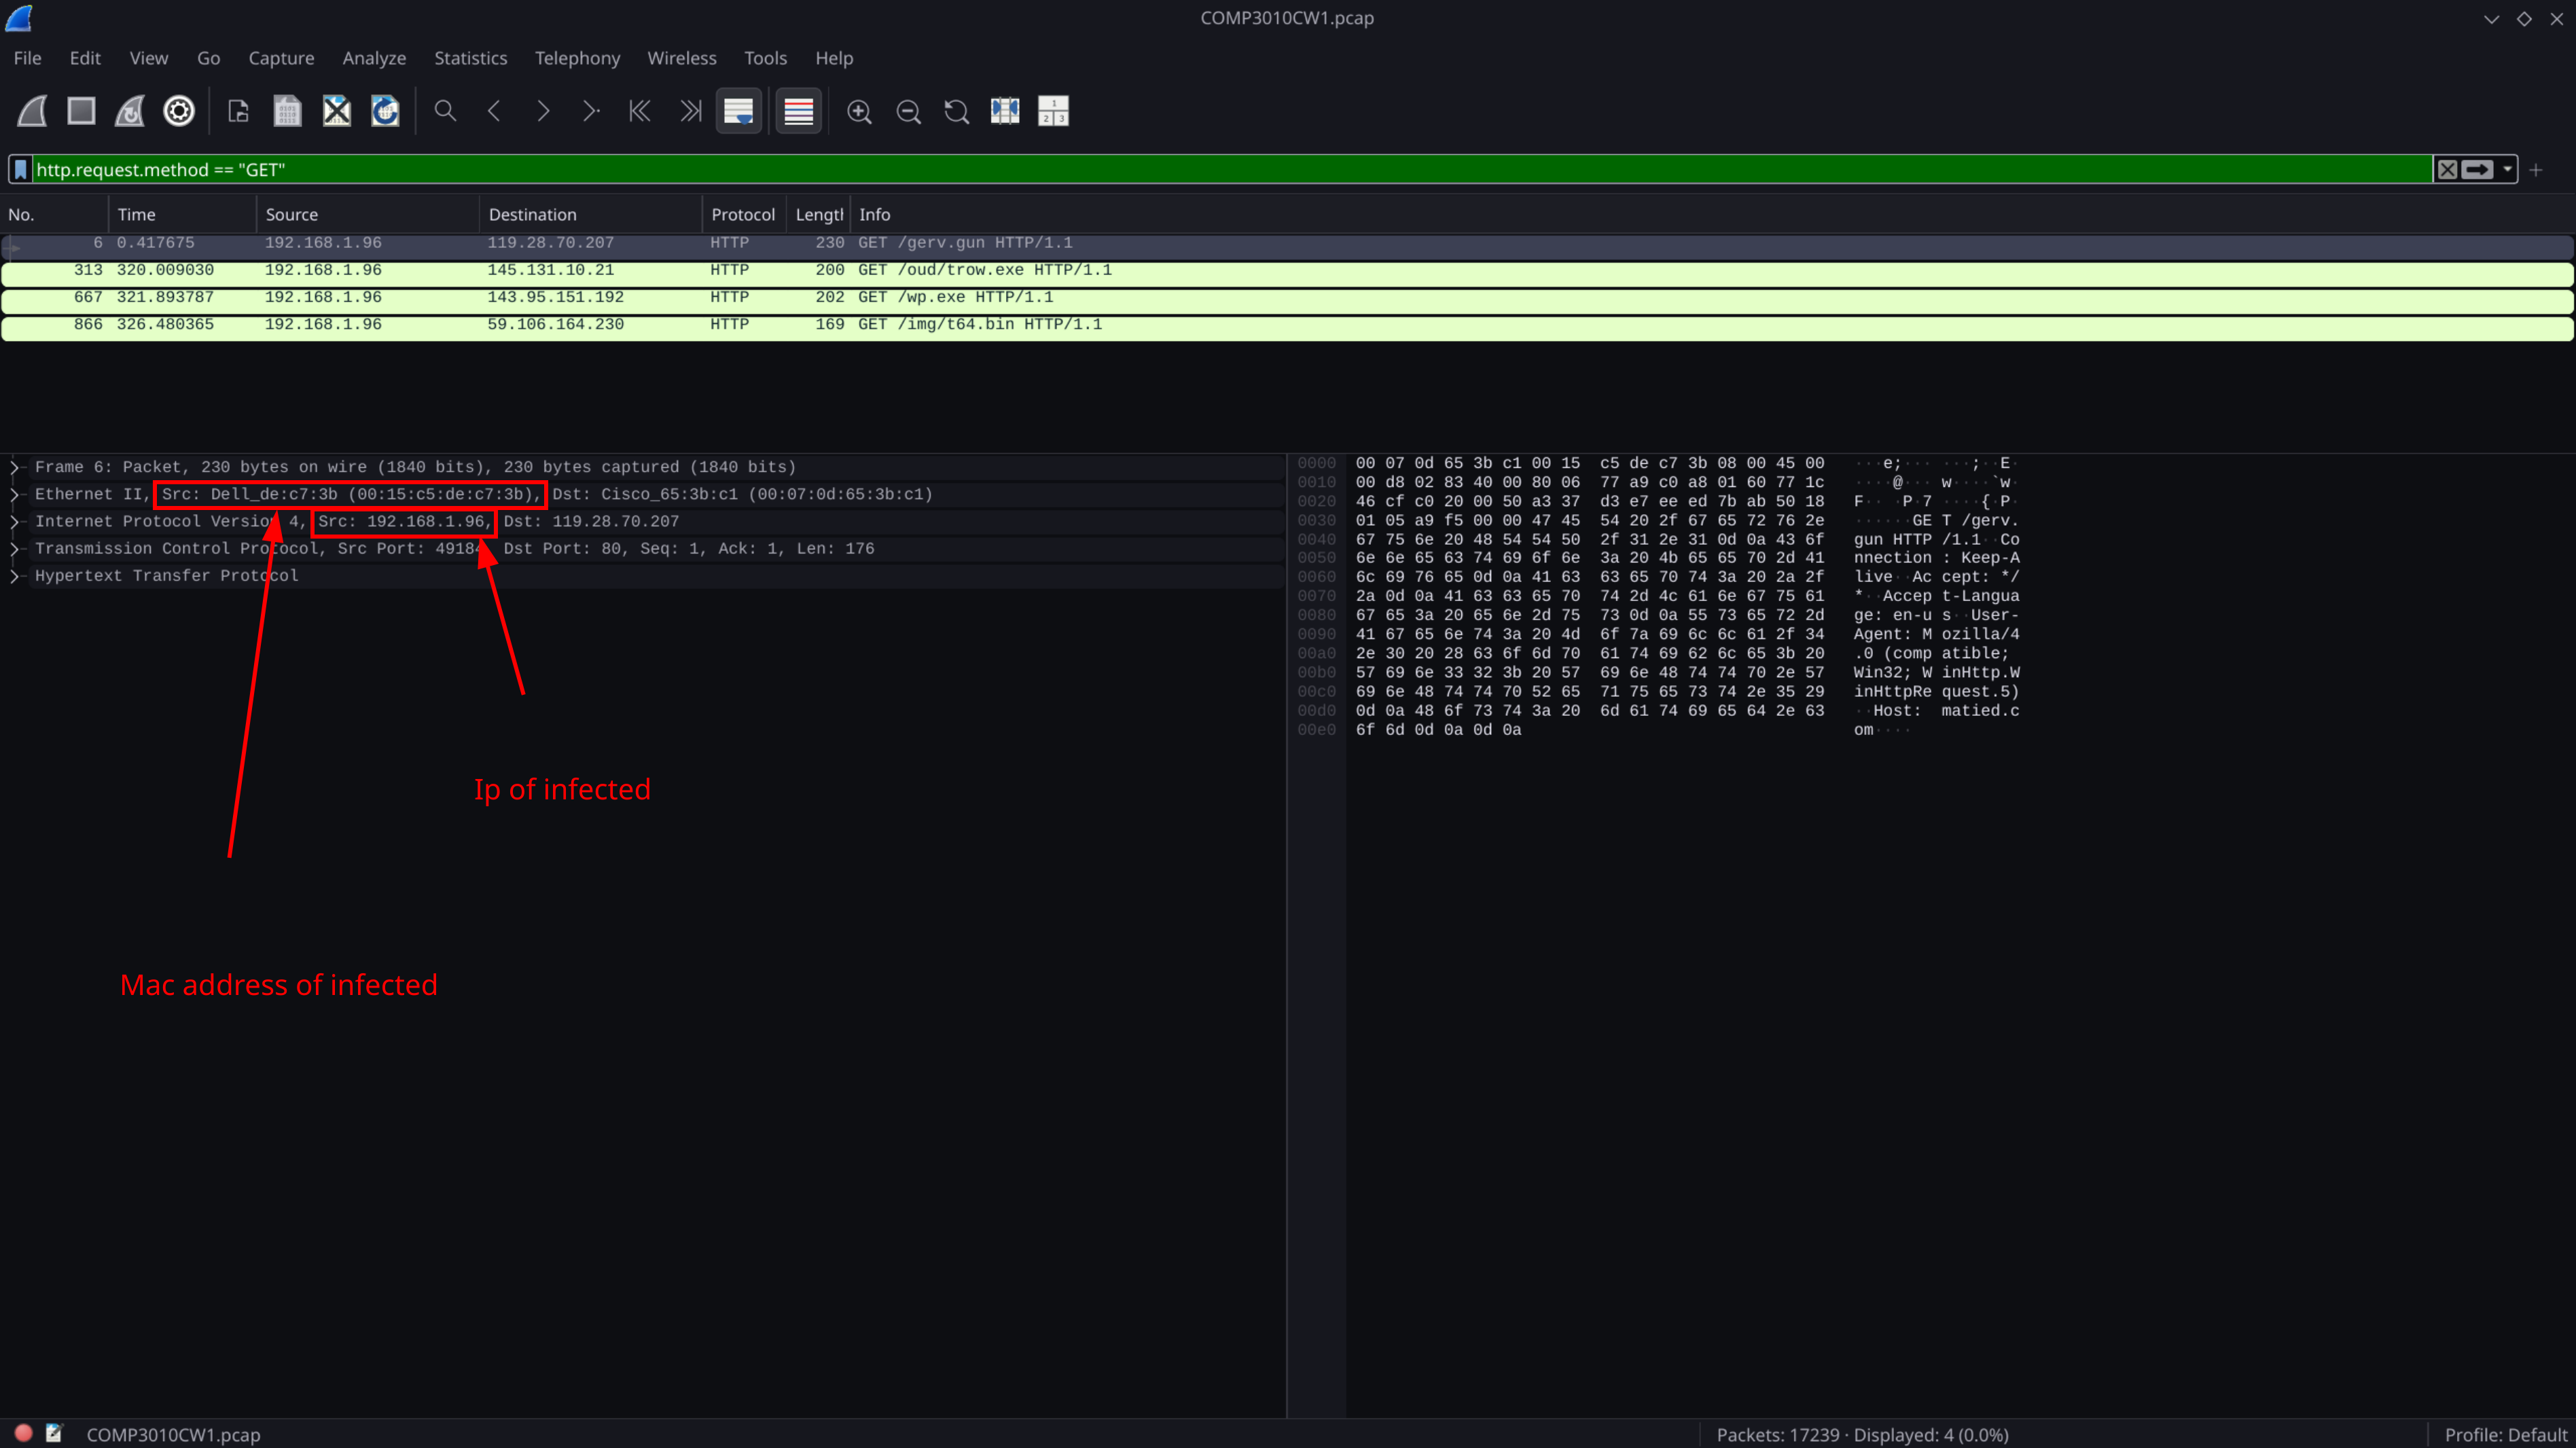 COMP3010CW1.pcap
File Edit View Go Capture Analyze Statistics Telephony Wireless Tools Help
http.request.method == "GET"
No. Time Source Destination Protocol Lengtl Info
6 0.417675 192.168.1.96 119.28.70.207 HTTP 230 GET /gerv.gun HTTP/1.1
313 320.009030 192.168.1.96 145.131.10.21 HTTP 200 GET /oud/trow.exe HTTP/1.1
667 321.893787 192.168.1.96 143.95.151.192 HTTP 202 GET /wp.exe HTTP/1.1
866 326.480365 192.168.1.96 59.106.164.230 HTTP 169 GET /img/t64.bin HTTP/1.1
Frame 6: Packet, 230 bytes on wire (1840 bits), 230 bytes captured (1840 bits)
Ethernet II, Src: Dell_de:c7:3b (00:15:c5:de:c7:3b), Dst: Cisco_65:3b:c1 (00:07:0d:65:3b:c1)
Internet Protocol Version 4, Src: 192.168.1.96, Dst: 119.28.70.207
Transmission Control Protocol, Src Port: 49184, Dst Port: 80, Seq: 1, Ack: 1, Len: 176
Hypertext Transfer Protocol
Ip of infected
Mac address of infected
0000 00 07 0d 65 3b c1 00 15 c5 de c7 3b 08 00 45 00 ···e;··· ···;··E·
0010 00 d8 02 83 40 00 80 06 77 a9 c0 a8 01 60 77 1c ····@··· w····`w·
0020 46 cf c0 20 00 50 a3 37 d3 e7 ee ed 7b ab 50 18 F·· ·P·7 ····{·P·
0030 01 05 a9 f5 00 00 47 45 54 20 2f 67 65 72 76 2e ······GE T /gerv.
0040 67 75 6e 20 48 54 54 50 2f 31 2e 31 0d 0a 43 6f gun HTTP /1.1··Co
0050 6e 6e 65 63 74 69 6f 6e 3a 20 4b 65 65 70 2d 41 nnection : Keep-A
0060 6c 69 76 65 0d 0a 41 63 63 65 70 74 3a 20 2a 2f live··Ac cept: */
0070 2a 0d 0a 41 63 63 65 70 74 2d 4c 61 6e 67 75 61 *··Accep t-Langua
0080 67 65 3a 20 65 6e 2d 75 73 0d 0a 55 73 65 72 2d ge: en-u s··User-
0090 41 67 65 6e 74 3a 20 4d 6f 7a 69 6c 6c 61 2f 34 Agent: M ozilla/4
00a0 2e 30 20 28 63 6f 6d 70 61 74 69 62 6c 65 3b 20 .0 (comp atible;
00b0 57 69 6e 33 32 3b 20 57 69 6e 48 74 74 70 2e 57 Win32; W inHttp.W
00c0 69 6e 48 74 74 70 52 65 71 75 65 73 74 2e 35 29 inHttpRe quest.5)
00d0 0d 0a 48 6f 73 74 3a 20 6d 61 74 69 65 64 2e 63 ··Host: matied.c
00e0 6f 6d 0d 0a 0d 0a om····
COMP3010CW1.pcap
Packets: 17239 · Displayed: 4 (0.0%)
Profile: Default